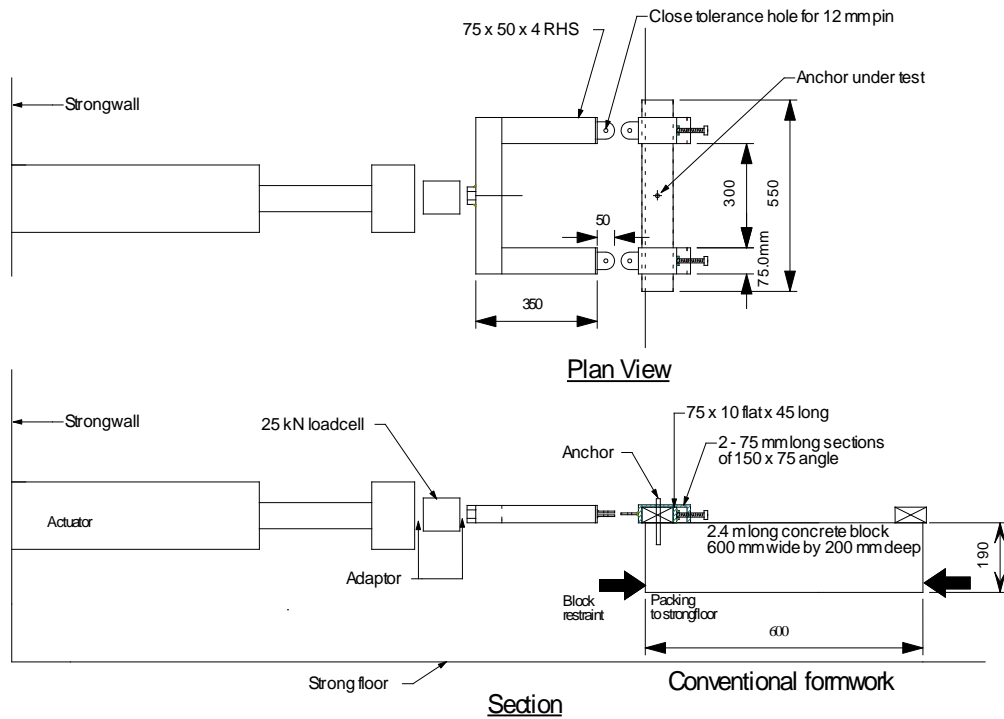 Close tolerance hole for 12 mm pin
75 x 50 x 4 RHS
Anchor under test
Strongwall
300
550
50
75.0mm
350
Plan View
75 x 10 flat x 45 long
Strongwall
25 kN loadcell
2 - 75 mm long sections
of 150 x 75 angle
Anchor
Actuator
2.4 m long concrete block
600 mm wide by 200 mm deep
190
Adaptor
Block
restraint
Packing
to strongfloor
600
Strong floor
Conventional formwork
Section